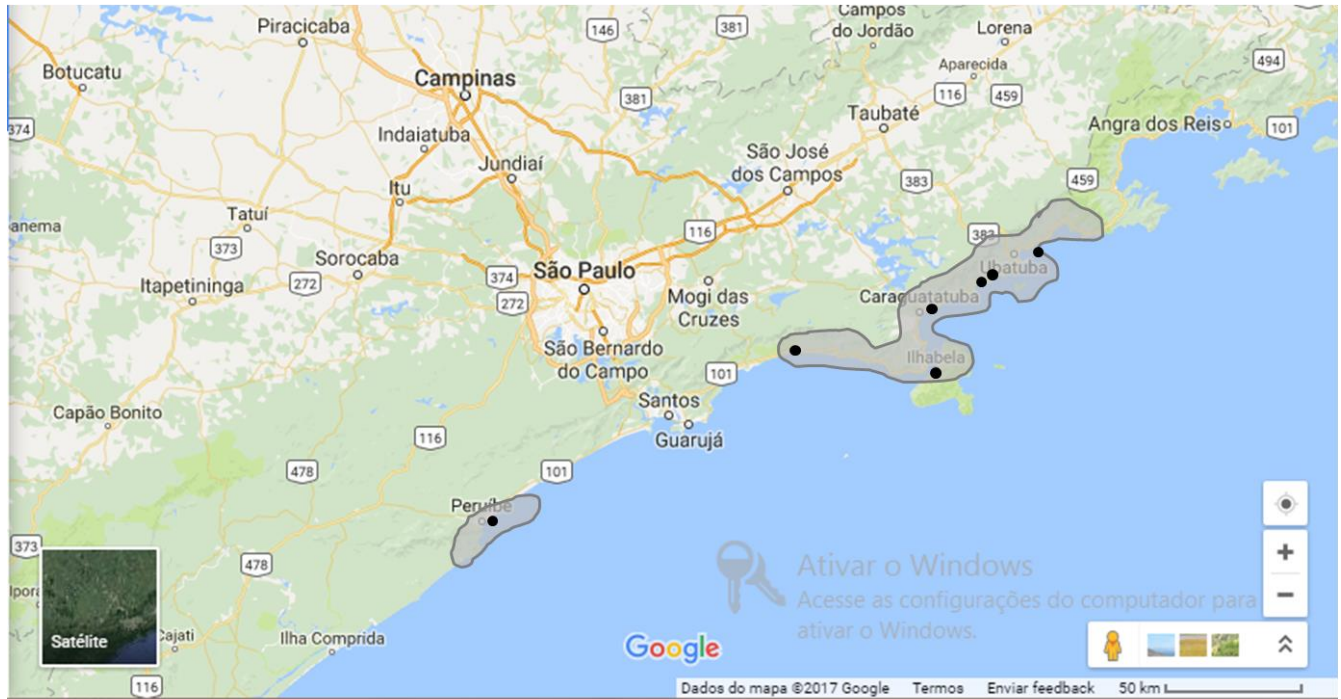 Piracicaba
146
381
Campos
do Jordão
Lorena
Botucatu
Campinas
Aparecida
494
381
116
459
374
Indaiatuba
Taubaté
Angra dos Reis
101
Jundiaí
São José
dos Campos
Itu
383
459
Tatuí
anema
373
116
383
Sorocaba
São Paulo
374
Ubatuba
Itapetininga
272
272
Mogi das
Cruzes
Caraguatatuba
São Bernardo
do Campo
101
Ilhabela
Santos
Capão Bonito
116
Guarujá
478
101
Peruíbe
373
478
Ativar o Windows
Acesse as configurações do computador para
ativar o Windows.
Ipora
Satélite
Cajati
Ilha Comprida
Google
116
Dados do mapa ©2017 Google Termos Enviar feedback 50 km